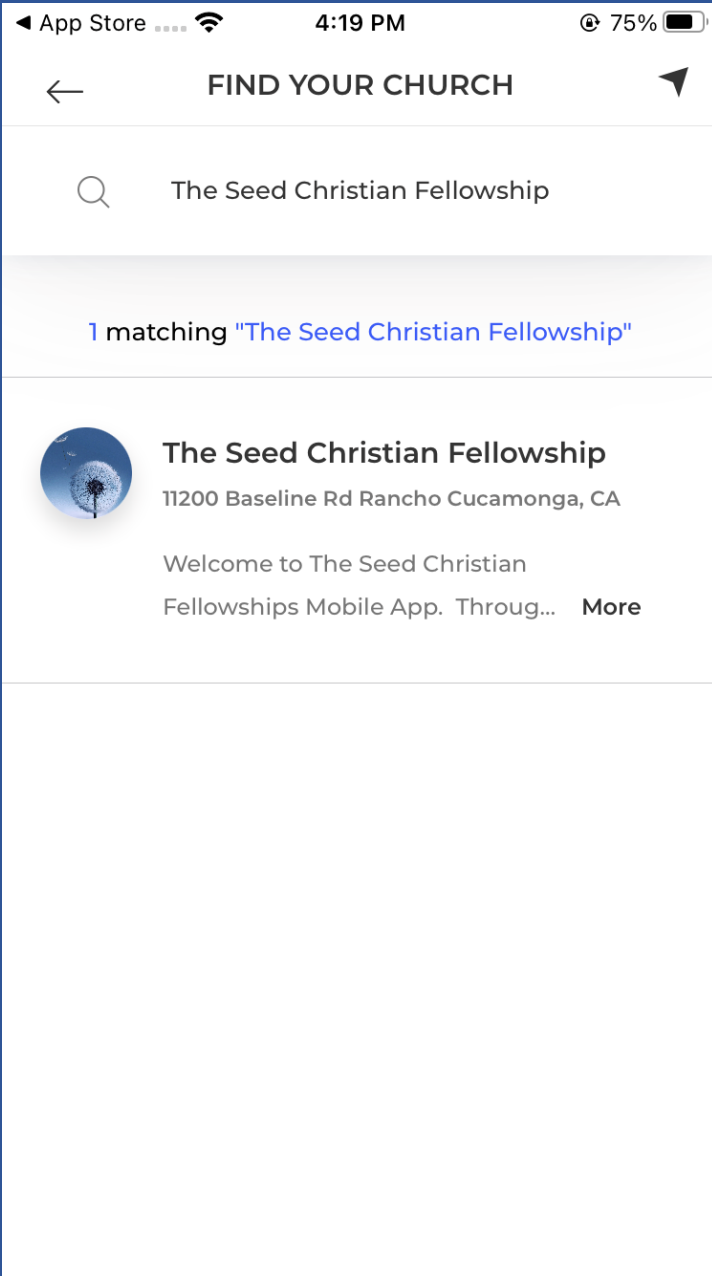 App Store
4:19 PM
75%
FIND YOUR CHURCH
The Seed Christian Fellowship
1 matching "The Seed Christian Fellowship"
The Seed Christian Fellowship
11200 Baseline Rd Rancho Cucamonga, CA
Welcome to The Seed Christian
Fellowships Mobile App.  Throug... More